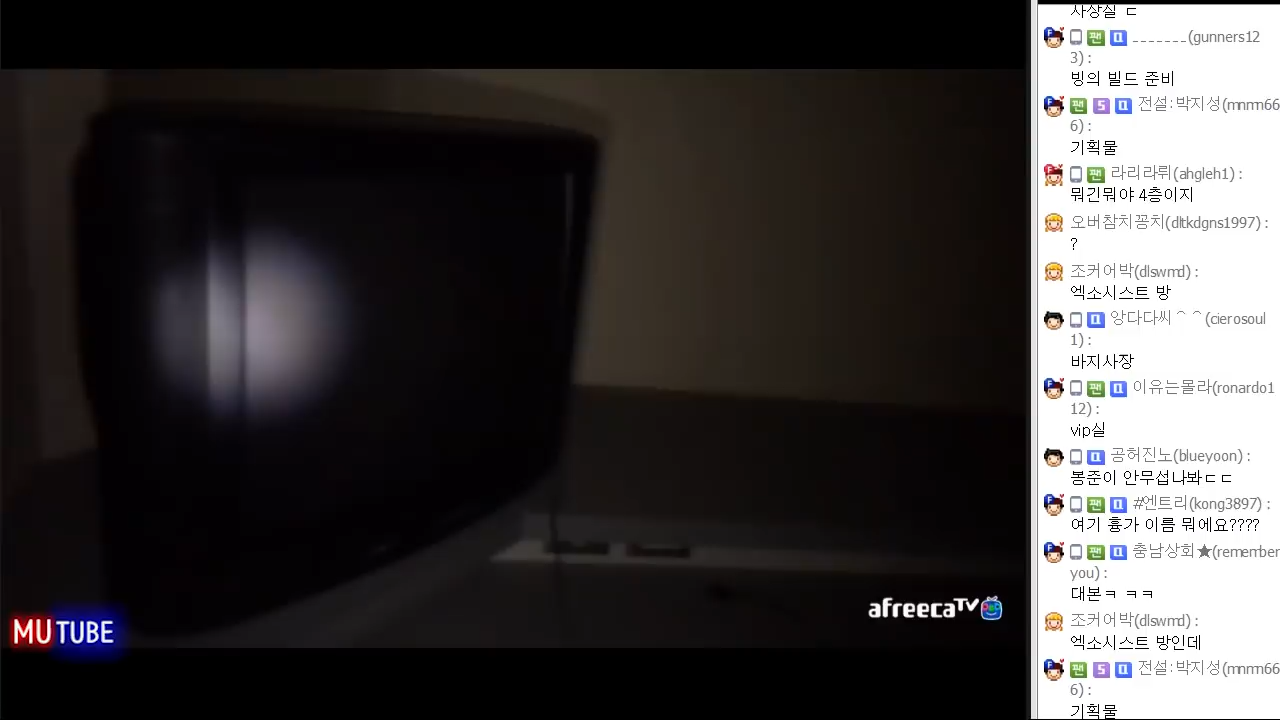 사상실 ㄷ
_______(gunners12
3) :
빙의 빌드 준비
전설:박지성(mnrm66
6) :
기획물
라리라뤼(ahgleh1) :
뭐긴뭐야 4층이지
오버참치꽁치(dltkdgns1997) :
?
조커어박(dlswmd) :
엑소시스트 방
앙다다씨^^(cierosoul
1) :
바지사장
이유는몰라(ronardo1
12) :
vip실
공허진노(blueyoon) :
봉준이 안무섭나봐ㄷㄷ
#엔트리(kong3897) :
여기 흉가 이름 뭐에요????
충남상회★(remember
you) :
대본ㅋ ㅋㅋ
조커어박(dlswmd) :
엑소시스트 방인데
전설:박지성(mnrm66
6) :
기획물
afreecaTV
MUTUBE